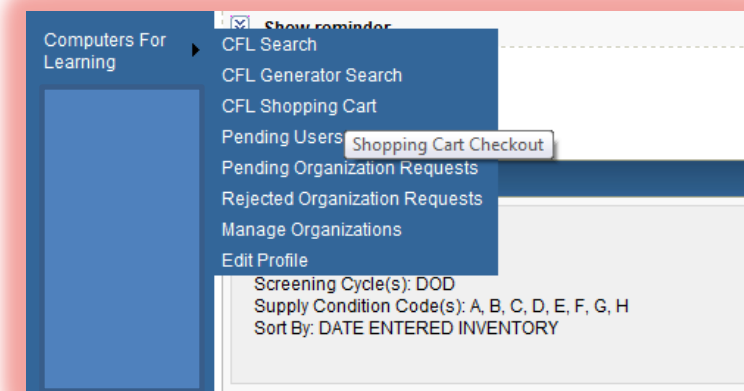 Show reminder
Computers For
Learning
CFL Search
CFL Generator Search
CFL Shopping Cart
Pending Users
Shopping Cart Checkout
Pending Organization Requests
Rejected Organization Requests
Manage Organizations
Edit Profile
Screening Cycle(s): DOD
Supply Condition Code(s): A, B, C, D, E, F, G, H
Sort By: DATE ENTERED INVENTORY